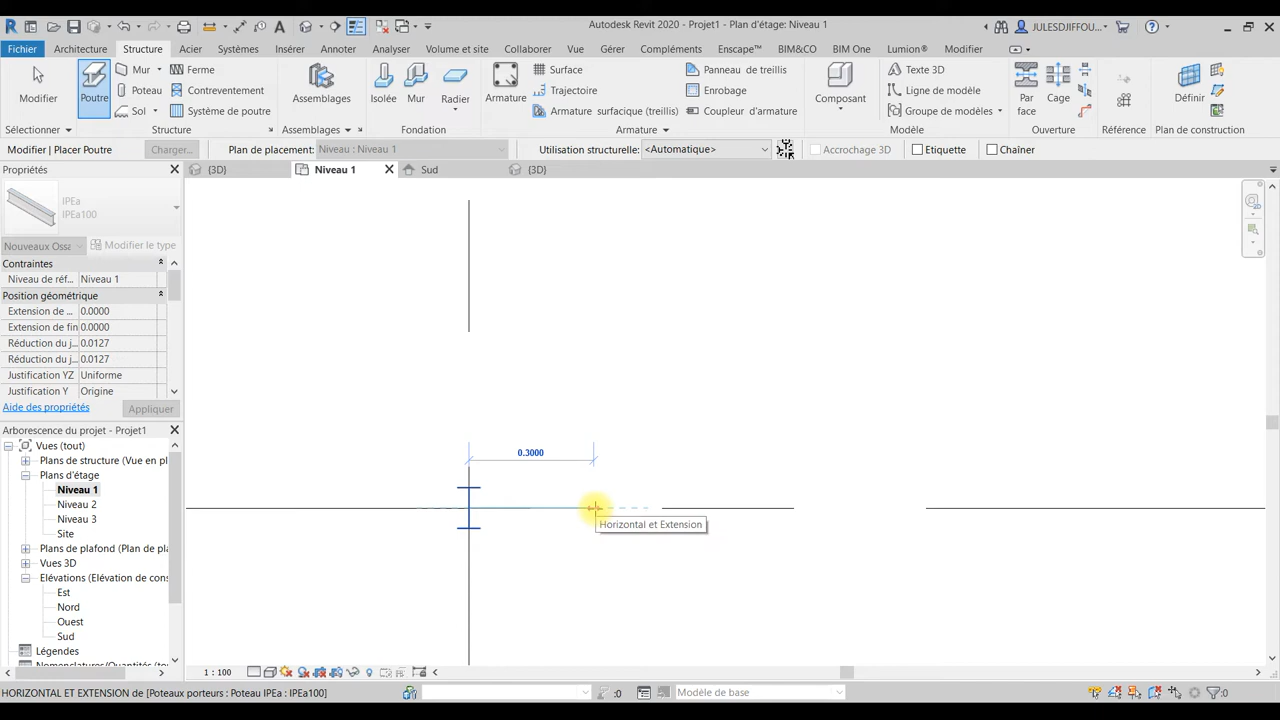 Autodesk Revit 2020 - Projet1 - Plan d'étage: Niveau 1
JULESDJIFFOU...
Fichier Architecture Structure Acier Systèmes Insérer Annoter Analyser Volume et site Collaborer Vue Gérer Compléments Enscape™ BIM&CO BIM One Lumion® Modifier
Mur Ferme Surface Panneau de treillis Texte 3D
Poteau Contreventement Trajectoire Enrobage Ligne de modèle
Modifier Poutre Assemblages Isolée Mur Radier Armature Composant Par face Cage Définir
Sol Système de poutre Armature surfacique (treillis) Coupleur d'armature Groupe de modèles
Sélectionner Structure Assemblages Fondation Armature Modèle Ouverture Référence Plan de construction
Modifier | Placer Poutre Charger... Plan de placement: Niveau : Niveau 1 Utilisation structurelle: <Automatique> Accrochage 3D Etiquette Chaîner
Propriétés
{3D} Niveau 1 Sud {3D}
IPEa
IPEa100
Nouveaux Ossa Modifier le type
Contraintes
Niveau de réf... Niveau 1
Position géométrique
Extension de ... 0.0000
Extension de fin 0.0000
Réduction du j... 0.0127
Réduction du j... 0.0127
Justification YZ Uniforme
Justification Y Origine
Aide des propriétés Appliquer
Arborescence du projet - Projet1
Vues (tout)
Plans de structure (Vue en pl
Plans d'étage
Niveau 1
Niveau 2
Niveau 3
Site
Plans de plafond (Plan de pla
Vues 3D
Elévations (Elévation de cons
Est
Nord
Ouest
Sud
Légendes
Nomenclatures/Quantités (tou
0.3000
Horizontal et Extension
1 : 100
HORIZONTAL ET EXTENSION de [Poteaux porteurs : Poteau IPEa : IPEa100]
:0
Modèle de base
:0